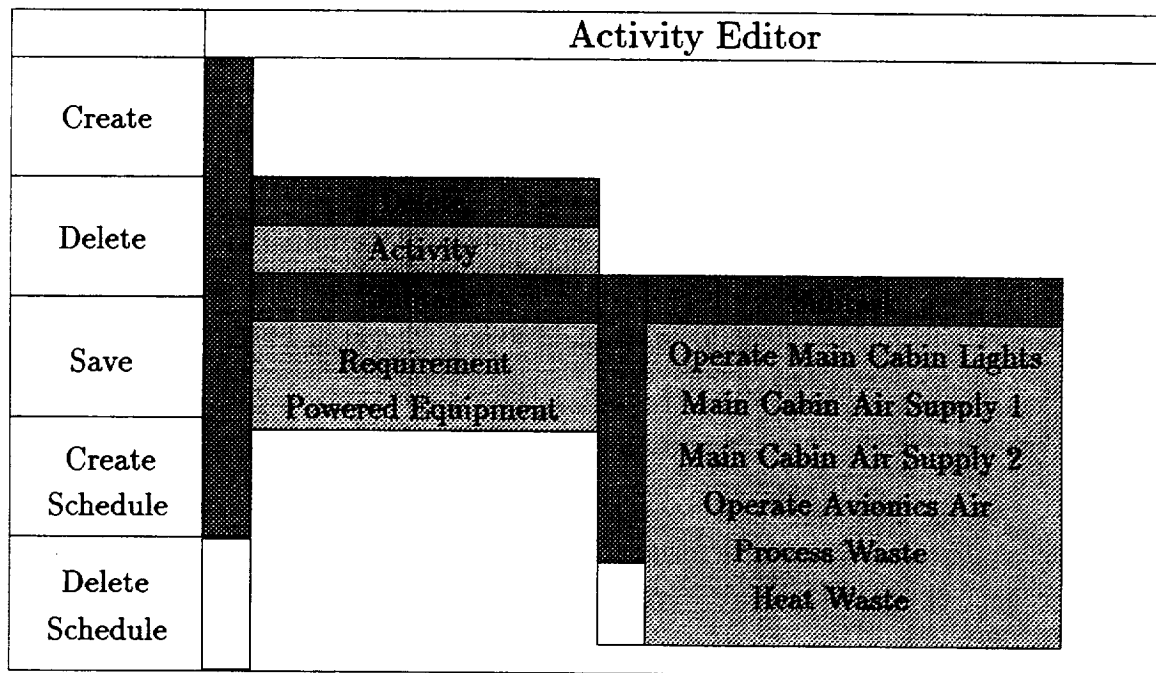 Activity Editor
Create
Delete
Delete
Activity
Save
Requirement
Powered Equipment
Operate Main Cabin Lights
Main Cabin Air Supply 1
Main Cabin Air Supply 2
Operate Avionics Air
Process Waste
Heat Waste
Create
Schedule
Delete
Schedule